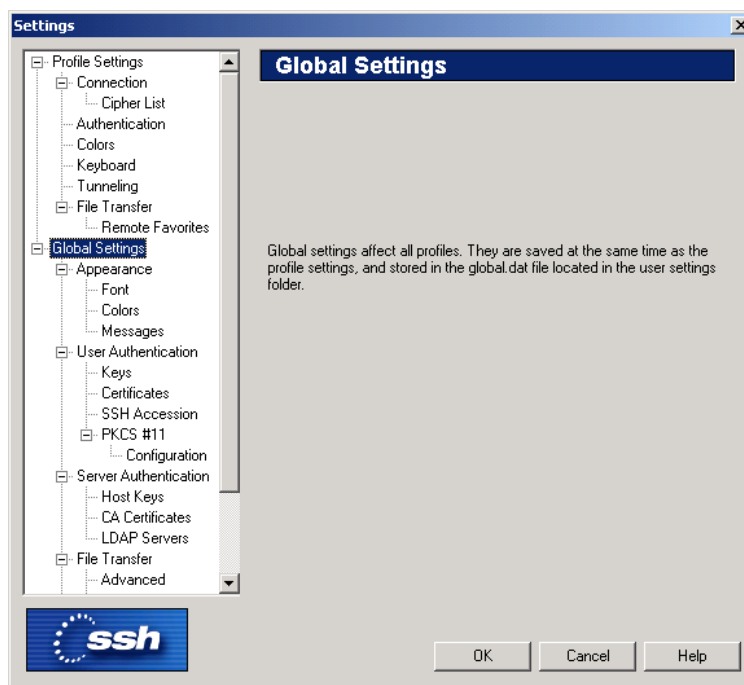 Settings
Profile Settings
Connection
Cipher List
Authentication
Colors
Keyboard
Tunneling
File Transfer
Remote Favorites
Global Settings
Appearance
Font
Colors
Messages
User Authentication
Keys
Certificates
SSH Accession
PKCS #11
Configuration
Server Authentication
Host Keys
CA Certificates
LDAP Servers
File Transfer
Advanced
Global Settings
Global settings affect all profiles. They are saved at the same time as the
profile settings, and stored in the global.dat file located in the user settings
folder.
ssh
OK
Cancel
Help